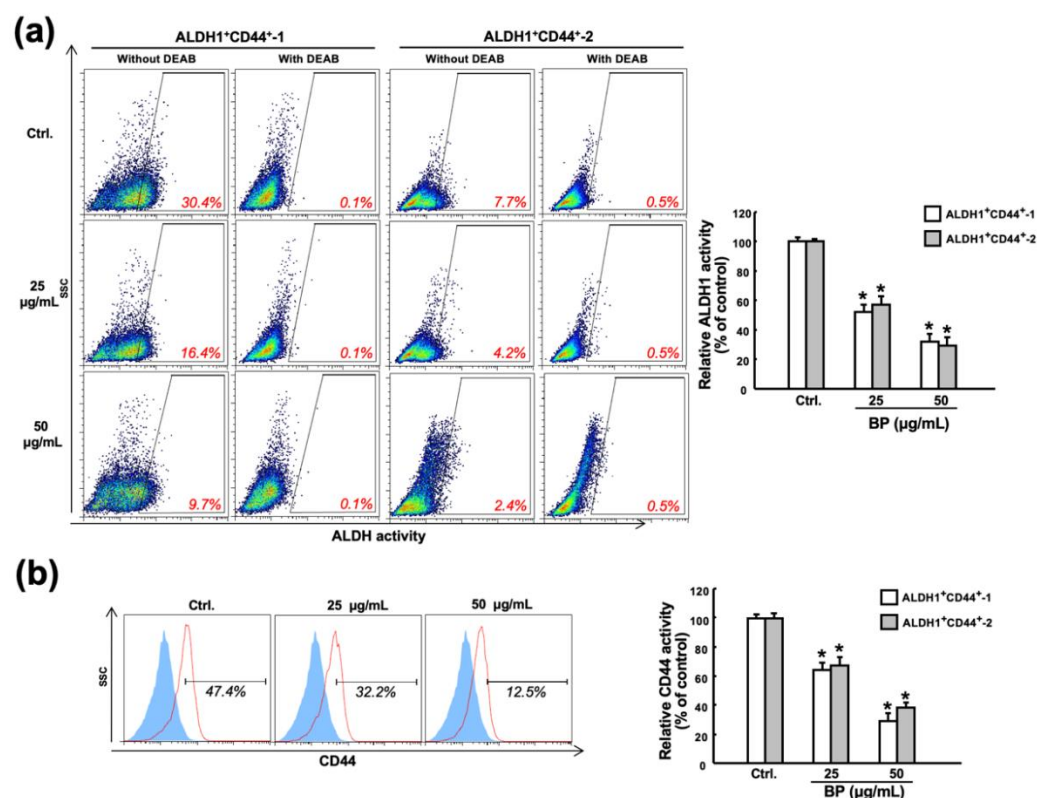 (a)
ALDH1⁺CD44⁺-1
ALDH1⁺CD44⁺-2
Without DEAB
With DEAB
Without DEAB
With DEAB
Ctrl.
30.4%
0.1%
7.7%
0.5%
25
µg/mL
16.4%
0.1%
4.2%
0.5%
50
µg/mL
9.7%
0.1%
2.4%
0.5%
SSC
ALDH activity
ALDH1⁺CD44⁺-1
ALDH1⁺CD44⁺-2
Relative ALDH1 activity
(% of control)
120
100
80
60
40
20
0
* *
* *
Ctrl.
25
50
BP (µg/mL)
(b)
Ctrl.
25 µg/mL
50 µg/mL
SSC
47.4%
32.2%
12.5%
CD44
ALDH1⁺CD44⁺-1
ALDH1⁺CD44⁺-2
Relative CD44 activity
(% of control)
120
100
80
60
40
20
0
* *
* *
Ctrl.
25
50
BP (µg/mL)